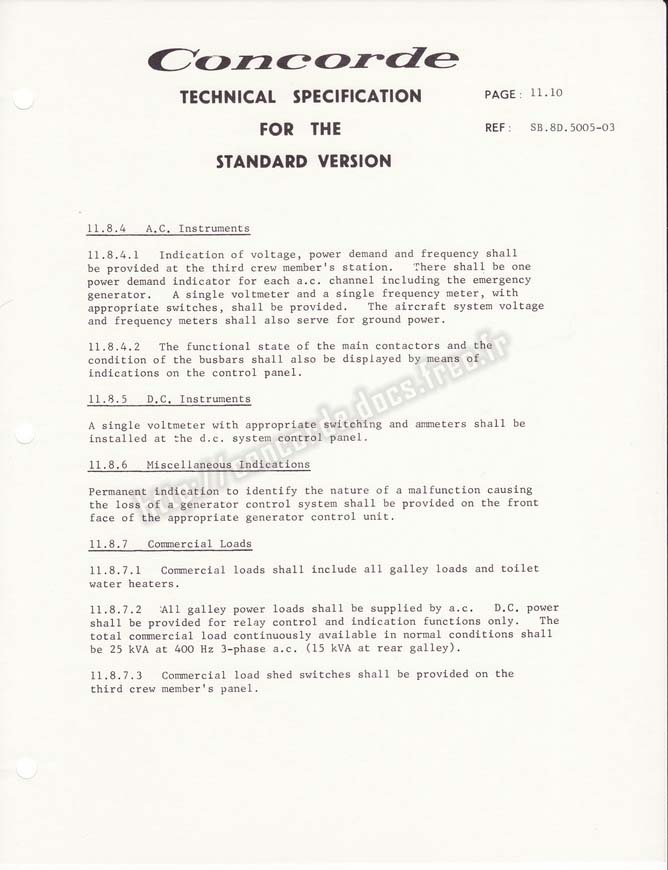 Concorde
TECHNICAL SPECIFICATION
FOR THE
STANDARD VERSION
PAGE: 11.10
REF: SB.8D.5005-03
11.8.4 A.C. Instruments
11.8.4.1 Indication of voltage, power demand and frequency shall
be provided at the third crew member's station. There shall be one
power demand indicator for each a.c. channel including the emergency
generator. A single voltmeter and a single frequency meter, with
appropriate switches, shall be provided. The aircraft system voltage
and frequency meters shall also serve for ground power.
11.8.4.2 The functional state of the main contactors and the
condition of the busbars shall also be displayed by means of
indications on the control panel.
11.8.5 D.C. Instruments
A single voltmeter with appropriate switching and ammeters shall be
installed at the d.c. system control panel.
11.8.6 Miscellaneous Indications
Permanent indication to identify the nature of a malfunction causing
the loss of a generator control system shall be provided on the front
face of the appropriate generator control unit.
11.8.7 Commercial Loads
11.8.7.1 Commercial loads shall include all galley loads and toilet
water heaters.
11.8.7.2 All galley power loads shall be supplied by a.c. D.C. power
shall be provided for relay control and indication functions only. The
total commercial load continuously available in normal conditions shall
be 25 kVA at 400 Hz 3-phase a.c. (15 kVA at rear galley).
11.8.7.3 Commercial load shed switches shall be provided on the
third crew member's panel.
http://concorde.docs.free.fr